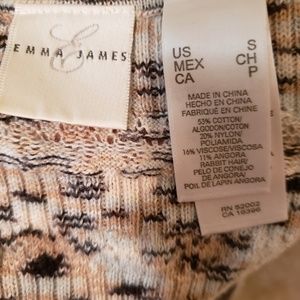 E
EMMA JAMES
US S
MEX CH
CA P
MADE IN CHINA
HECHO EN CHINA
FABRIQUÉ EN CHINE
53% COTTON/
ALGODON/COTON
20% NYLON/
POLIAMIDA
16% VISCOSE/VISCOSA
11% ANGORA
RABBIT HAIR/
PELO DE CONEJO
DE ANGORA/
POIL DE LAPIN ANGORA
RN 52002
CA 16396